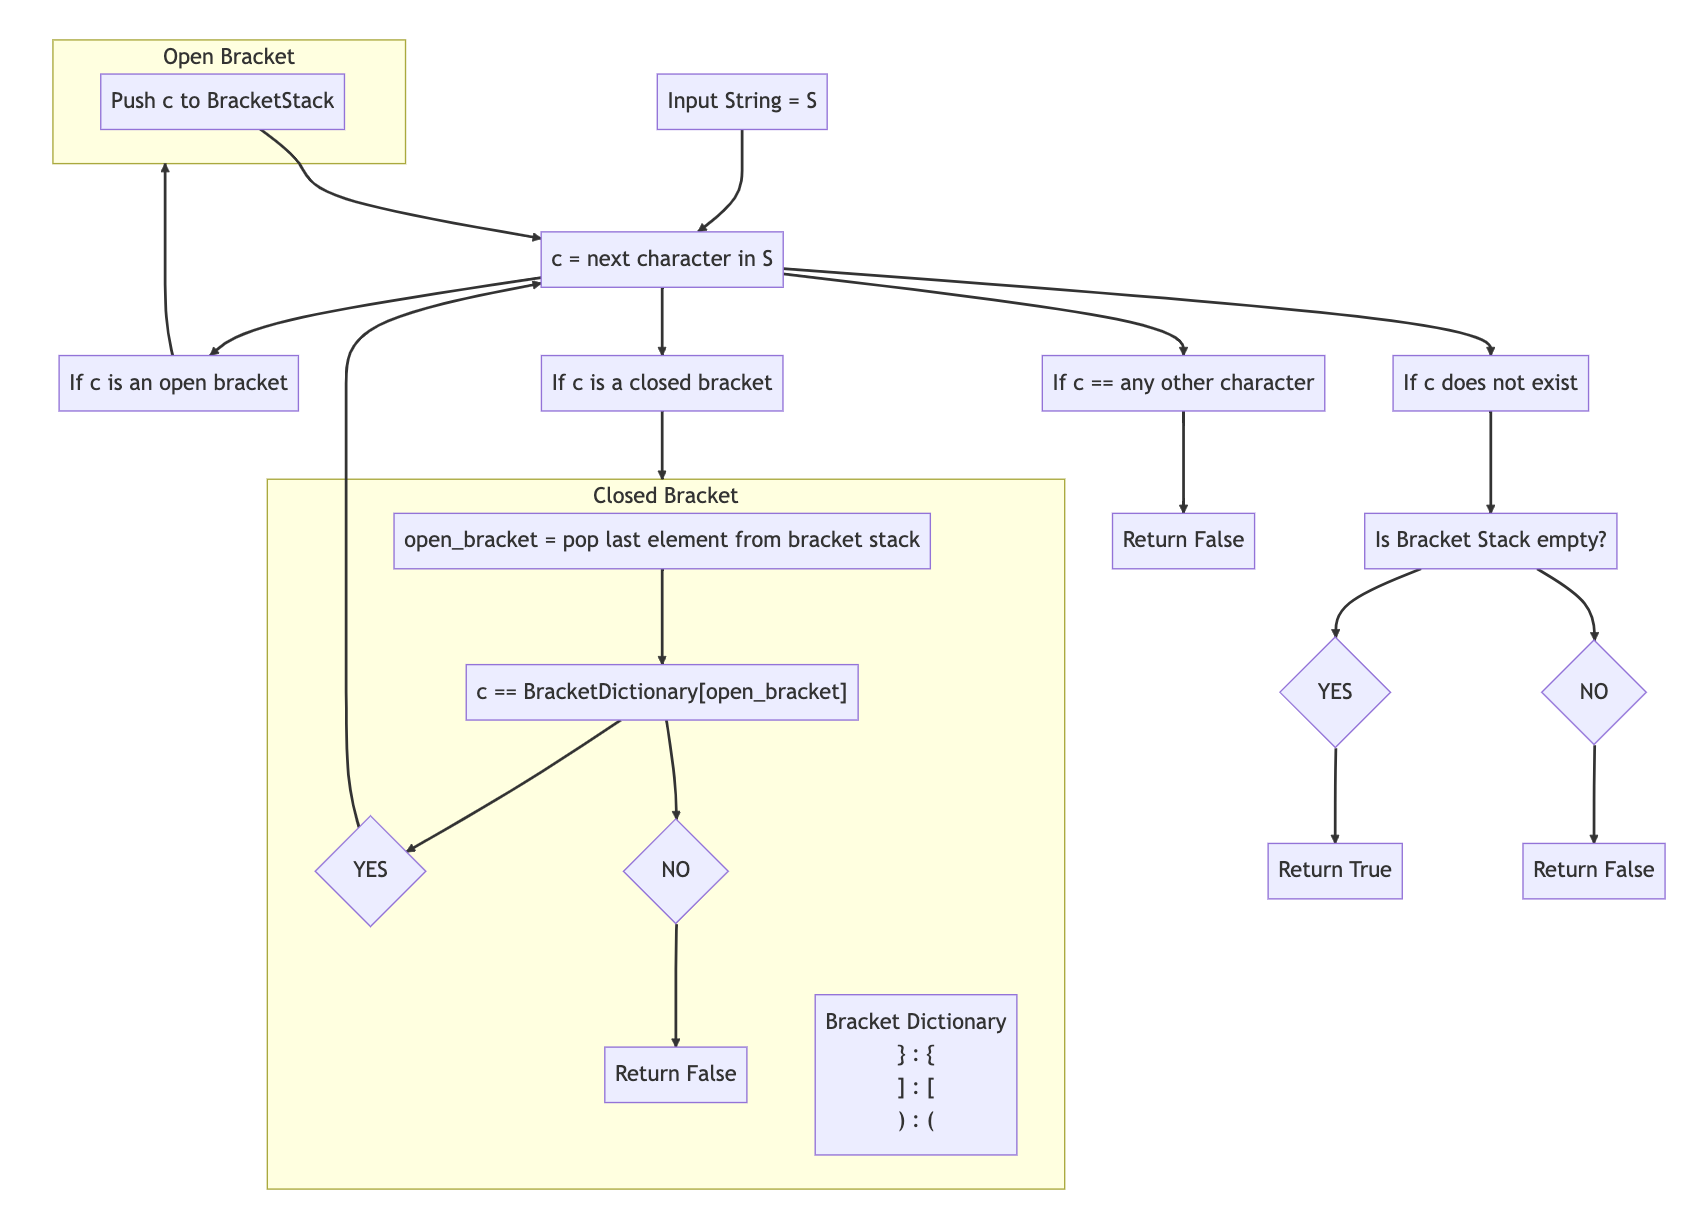 Open Bracket
Push c to BracketStack
Input String = S
c = next character in S
If c is an open bracket
If c is a closed bracket
If c == any other character
If c does not exist
Closed Bracket
open_bracket = pop last element from bracket stack
Return False
Is Bracket Stack empty?
c == BracketDictionary[open_bracket]
YES
NO
YES
NO
Return True
Return False
Return False
Bracket Dictionary
} : {
] : [
) : (